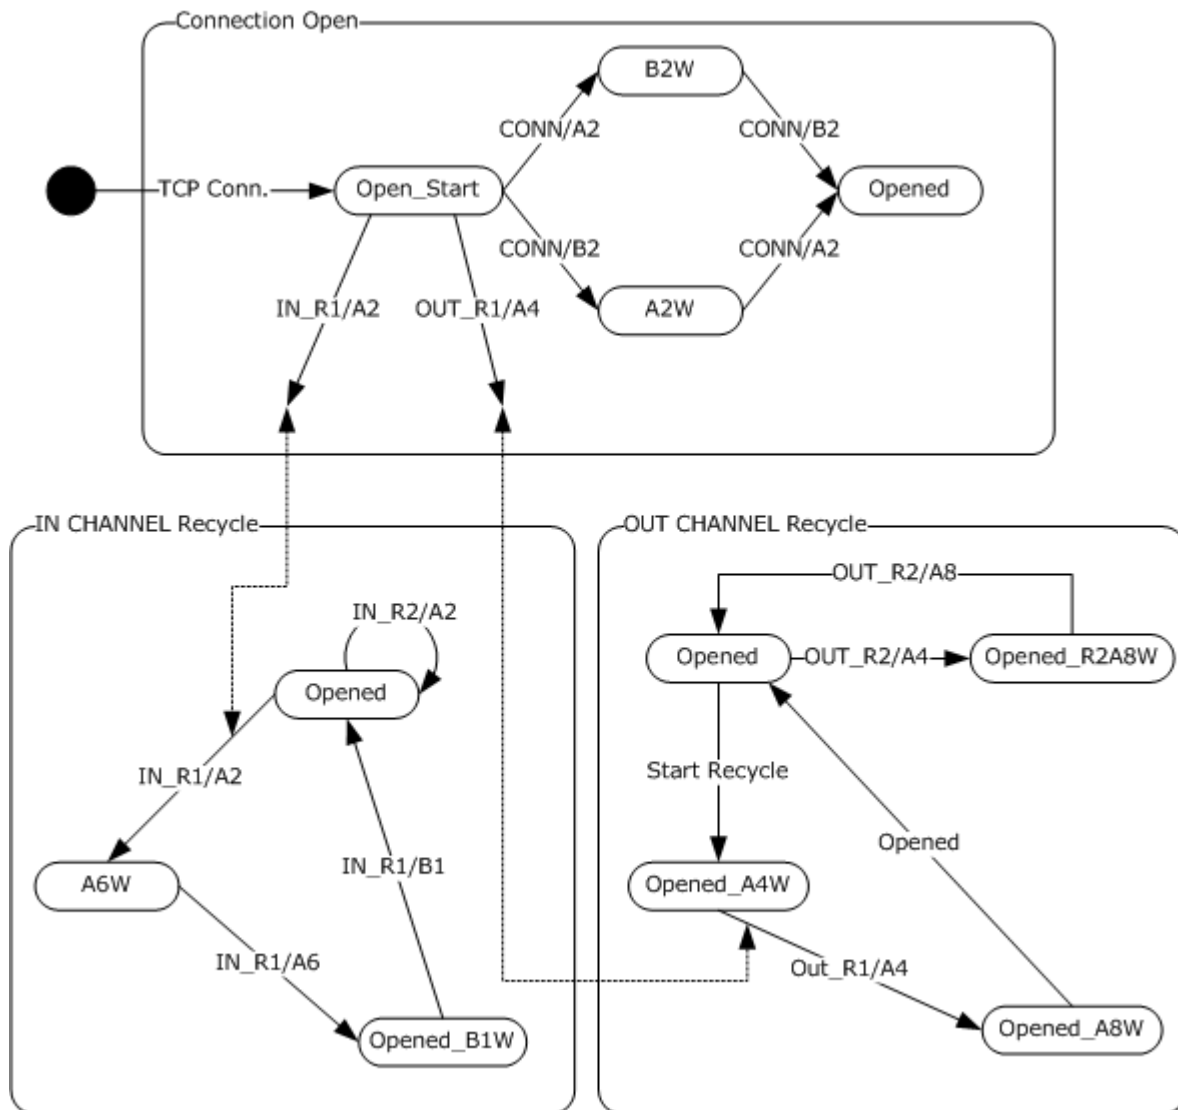 Connection Open
B2W
CONN/A2
CONN/B2
TCP Conn.
Open_Start
Opened
CONN/B2
CONN/A2
IN_R1/A2
OUT_R1/A4
A2W
IN CHANNEL Recycle
OUT CHANNEL Recycle
OUT_R2/A8
IN_R2/A2
Opened
OUT_R2/A4
Opened_R2A8W
Opened
IN_R1/A2
Start Recycle
Opened
IN_R1/B1
A6W
Opened_A4W
IN_R1/A6
Out_R1/A4
Opened_B1W
Opened_A8W